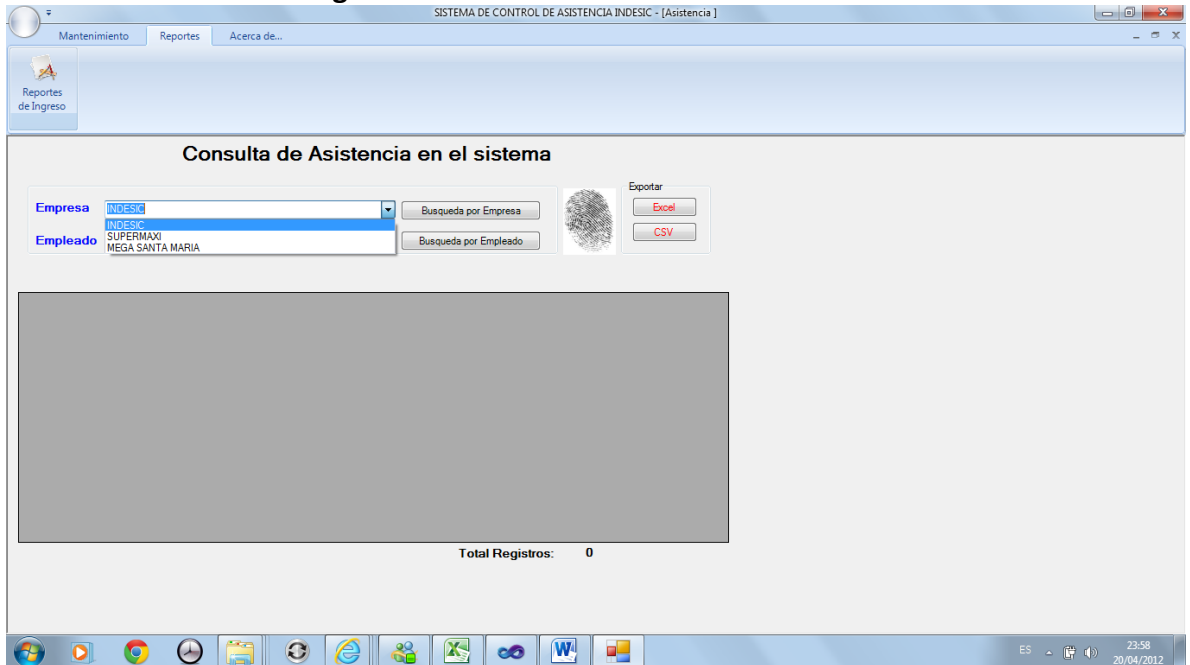 SISTEMA DE CONTROL DE ASISTENCIA INDESIC - [Asistencia ]
Mantenimiento Reportes Acerca de...
Reportes
de Ingreso
Consulta de Asistencia en el sistema
Exportar
Empresa INDESIC Busqueda por Empresa Excel
INDESIC
SUPERMAXI
MEGA SANTA MARIA
Empleado Busqueda por Empleado CSV
Total Registros: 0
ES 23:58
20/04/2012